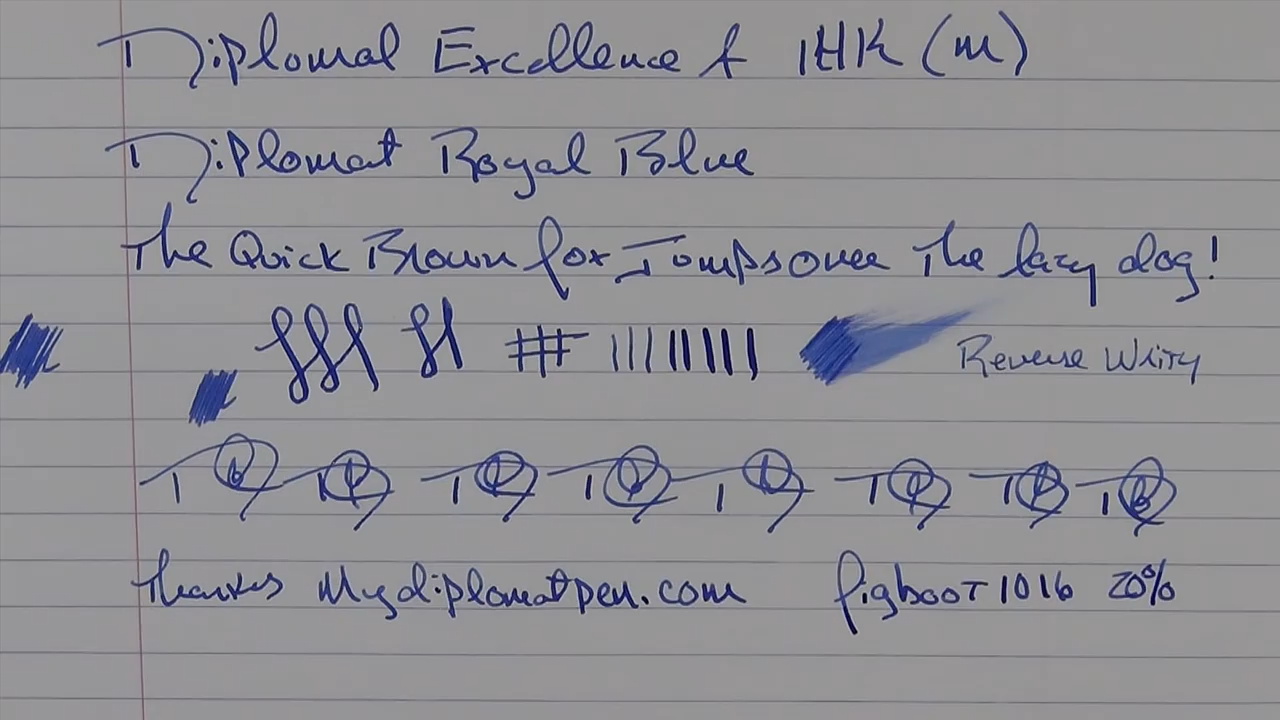 Diplomat Excellence A 14K (M)
Diplomat Royal Blue
The Quick Brown fox Jumps over The lazy dog!
Reverse Writy
Thanks Mydiplomatpen.com figboot1016 20%